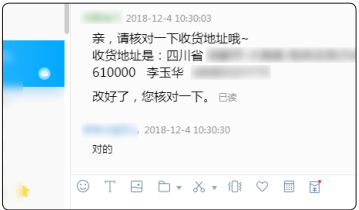 2018-12-4 10:30:03
亲，请核对一下收货地址哦~
收货地址是：四川省
610000 李玉华
改好了，您核对一下。 已读
2018-12-4 10:30:30
对的